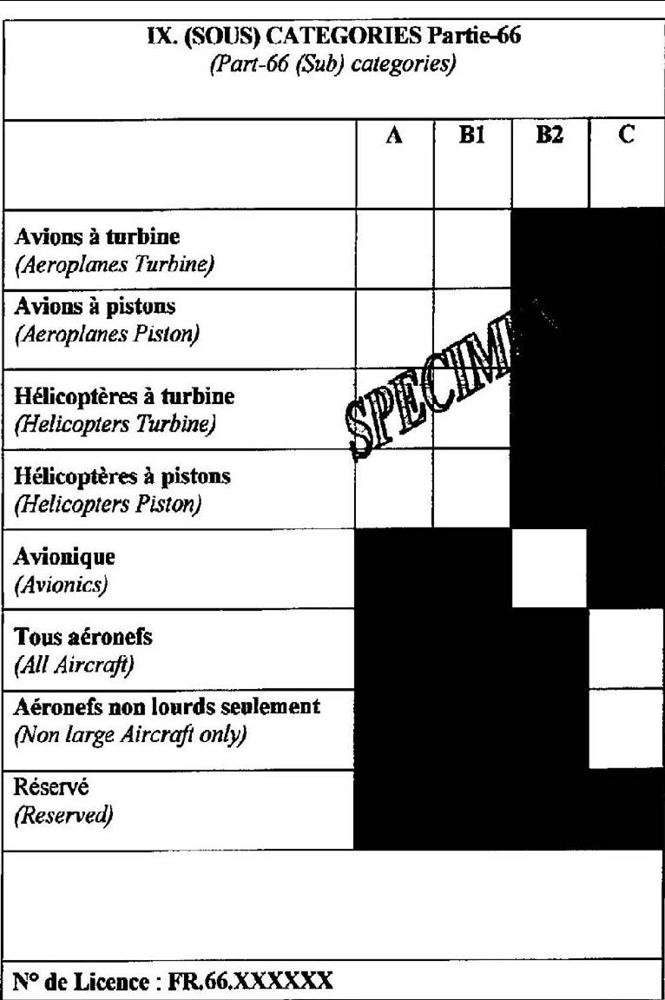 IX. (SOUS) CATEGORIES Partie-66
(Part-66 (Sub) categories)
A B1 B2 C
Avions à turbine
(Aeroplanes Turbine)
Avions à pistons
(Aeroplanes Piston)
SPECIM
Hélicoptères à turbine
(Helicopters Turbine)
Hélicoptères à pistons
(Helicopters Piston)
Avionique
(Avionics)
Tous aéronefs
(All Aircraft)
Aéronefs non lourds seulement
(Non large Aircraft only)
Réservé
(Reserved)
N° de Licence : FR.66.XXXXXX